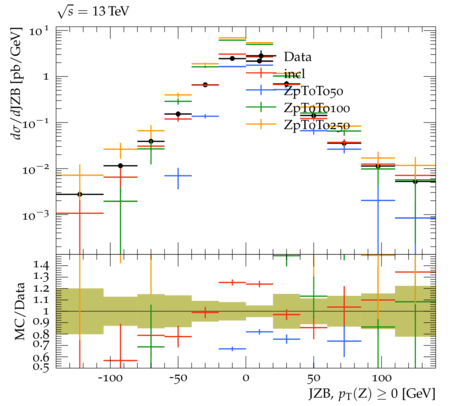 √s = 13 TeV
dσ/dJZB [pb/GeV]
10¹
1
10⁻¹
10⁻²
10⁻³
Data
incl
ZpToTo50
ZpToTo100
ZpToTo250
MC/Data
1.4
1.3
1.2
1.1
1
0.9
0.8
0.7
0.6
0.5
-100 -50 0 50 100
JZB, p_T(Z) ≥ 0 [GeV]